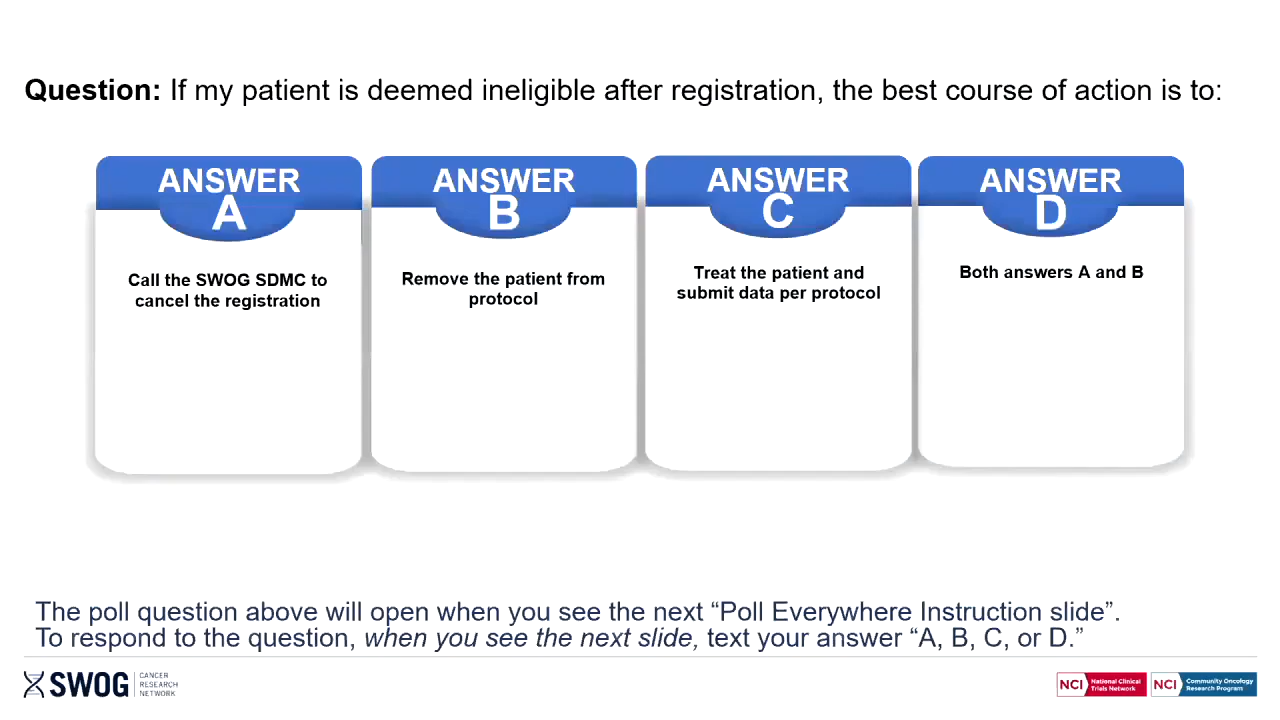 Question: If my patient is deemed ineligible after registration, the best course of action is to:
ANSWER
A
Call the SWOG SDMC to
cancel the registration
ANSWER
B
Remove the patient from
protocol
ANSWER
C
Treat the patient and
submit data per protocol
ANSWER
D
Both answers A and B
The poll question above will open when you see the next “Poll Everywhere Instruction slide”.
To respond to the question, when you see the next slide, text your answer “A, B, C, or D.”
SWOG
CANCER
RESEARCH
NETWORK
NCI
National Clinical
Trials Network
NCI
Community Oncology
Research Program